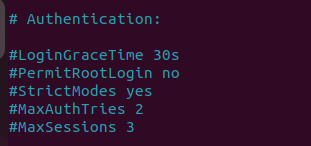 # Authentication:
#LoginGraceTime 30s
#PermitRootLogin no
#StrictModes yes
#MaxAuthTries 2
#MaxSessions 3